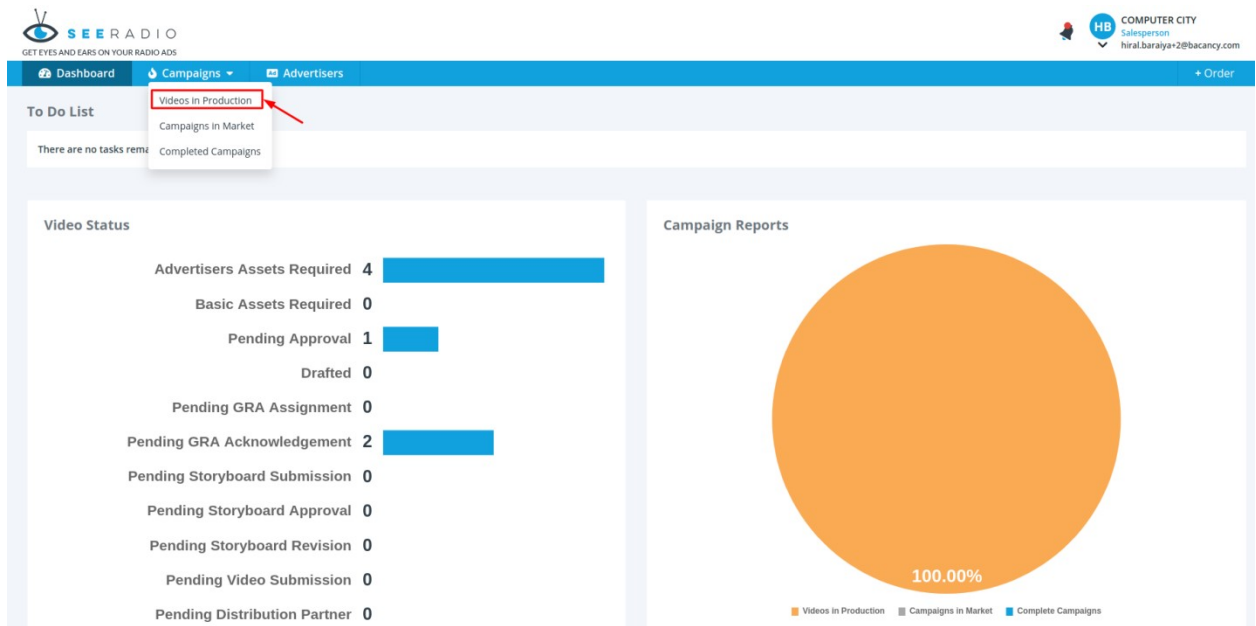 SEERADIO
GET EYES AND EARS ON YOUR RADIO ADS
HB
COMPUTER CITY
Salesperson
hiral.baraiya+2@bacancy.com
Dashboard
Campaigns
Ad
Advertisers
+ Order
Videos in Production
Campaigns in Market
Completed Campaigns
To Do List
There are no tasks
Video Status
Advertisers Assets Required 4
Basic Assets Required 0
Pending Approval 1
Drafted 0
Pending GRA Assignment 0
Pending GRA Acknowledgement 2
Pending Storyboard Submission 0
Pending Storyboard Approval 0
Pending Storyboard Revision 0
Pending Video Submission 0
Pending Distribution Partner 0
Campaign Reports
100.00%
Videos in Production Campaigns in Market Complete Campaigns